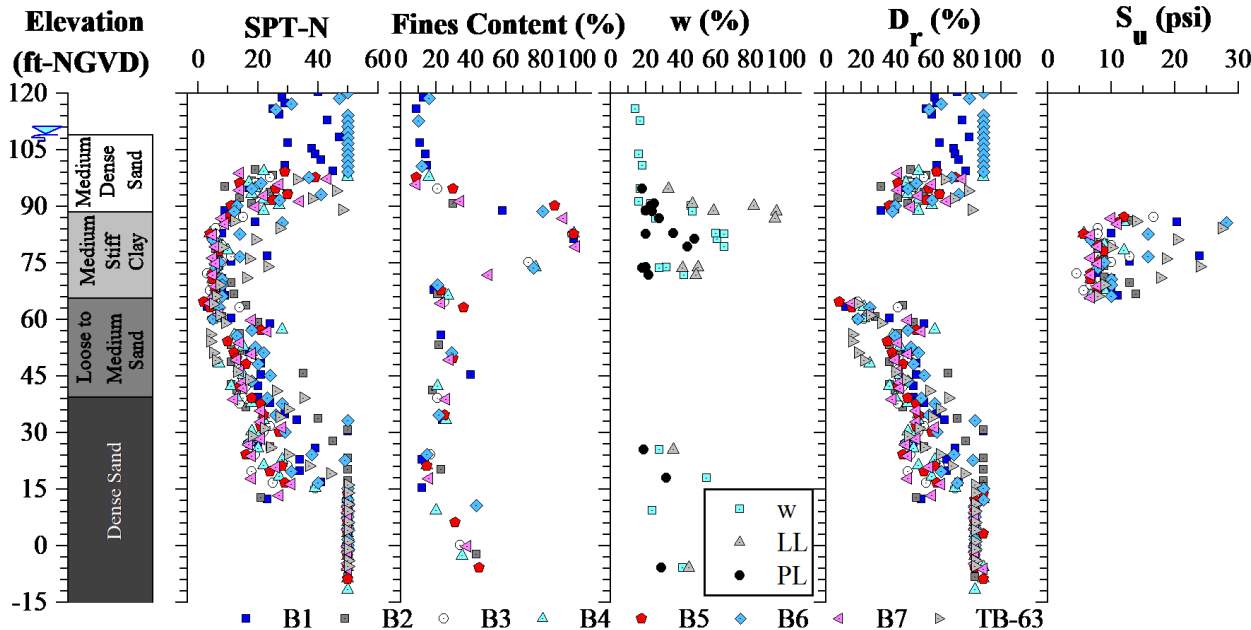 Elevation
(ft-NGVD)
SPT-N
Fines Content (%)
w (%)
D r (%)
S u (psi)
0 20 40 60
0 20 40 60 80 100
0 20 40 60 80 100
0 20 40 60 80 100
0 10 20 30
120
105
90
75
60
45
30
15
0
-15
Medium
Dense
Sand
Medium
Stiff
Clay
Loose to
Medium
Sand
Dense Sand
w
LL
PL
B1 B2 B3 B4 B5 B6 B7 TB-63